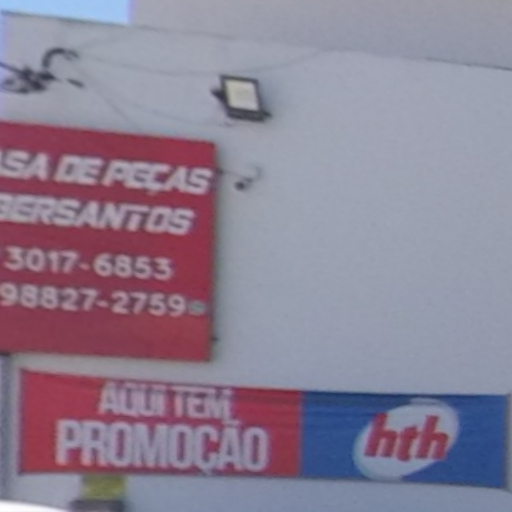 ASA DE PEÇAS
BERSANTOS
3017-6853
98827-2759
AQUI TEM
PROMOÇÃO
hth